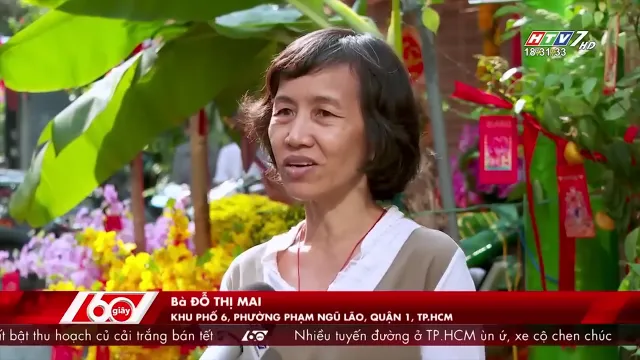 HTV7 HD
18:31:33
60 giây
Bà ĐỖ THỊ MAI
KHU PHỐ 6, PHƯỜNG PHẠM NGŨ LÃO, QUẬN 1, TP.HCM
ất bật thu hoạch củ cải trắng bán tết 60 Nhiều tuyến đường ở TP.HCM ùn ứ, xe cộ chen chúc